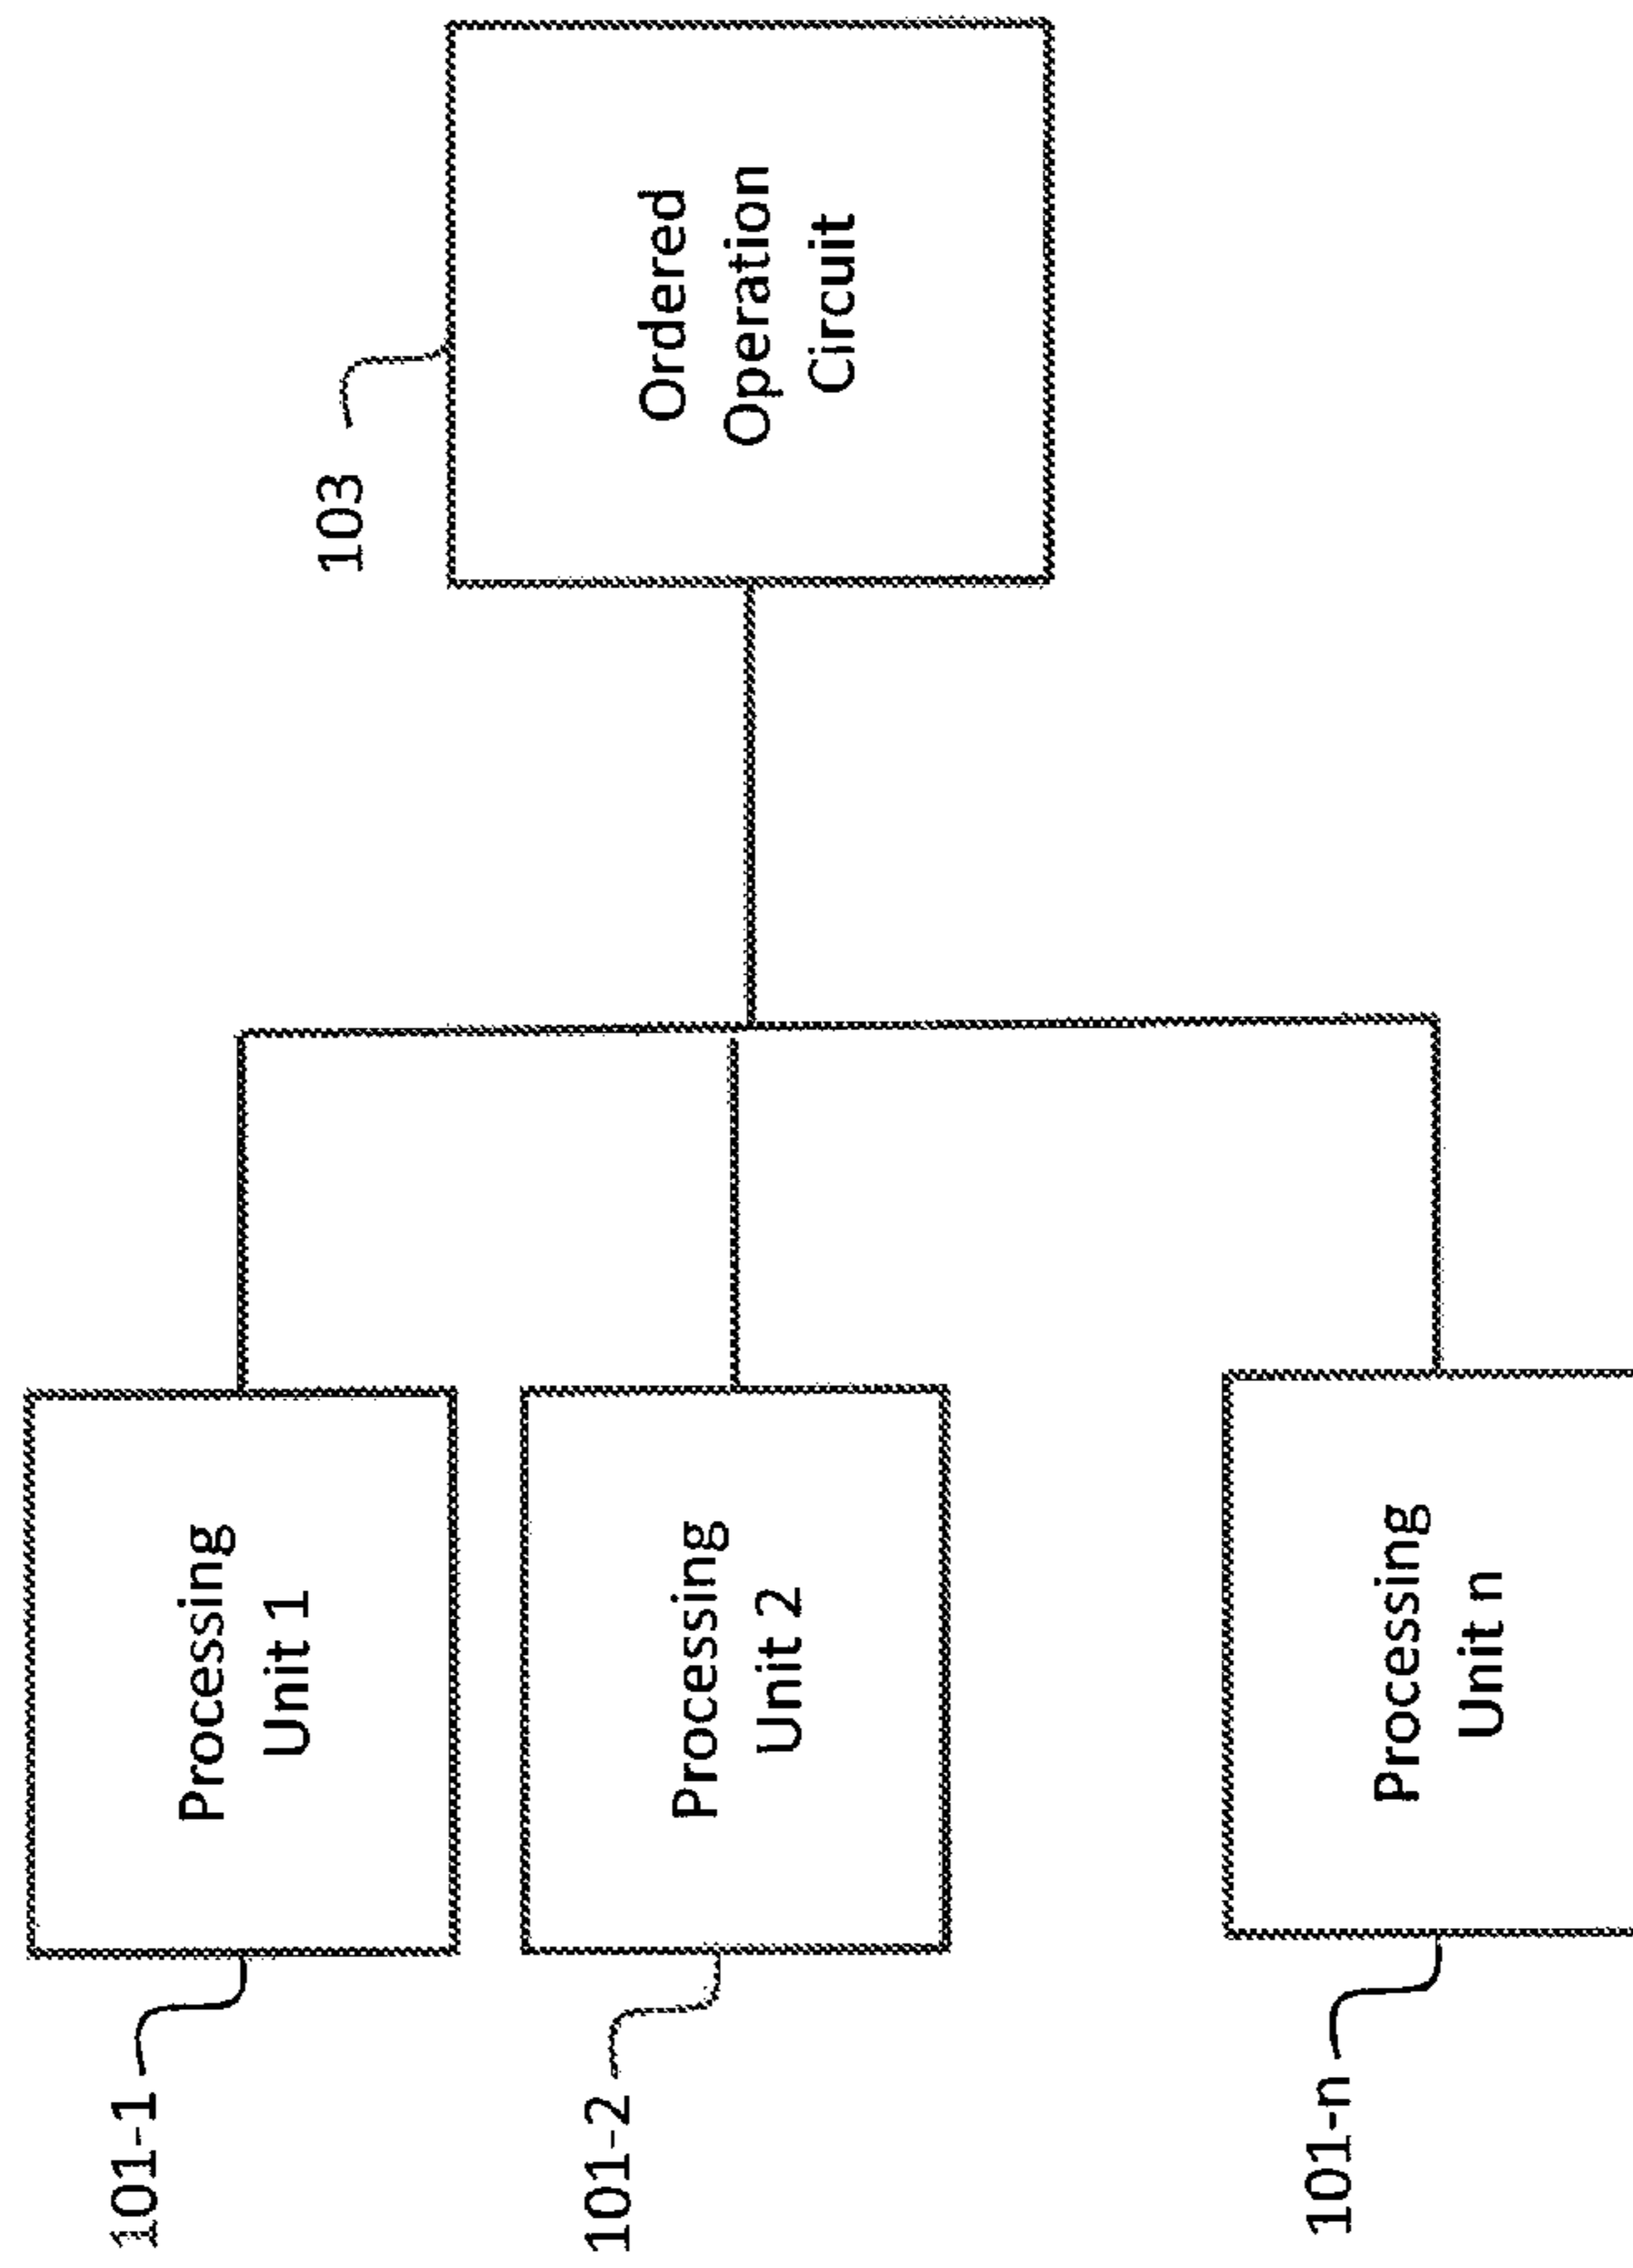 101-1
Processing
Unit 1
101-2
Processing
Unit 2
101-n
Processing
Unit n
103
Ordered
Operation
Circuit